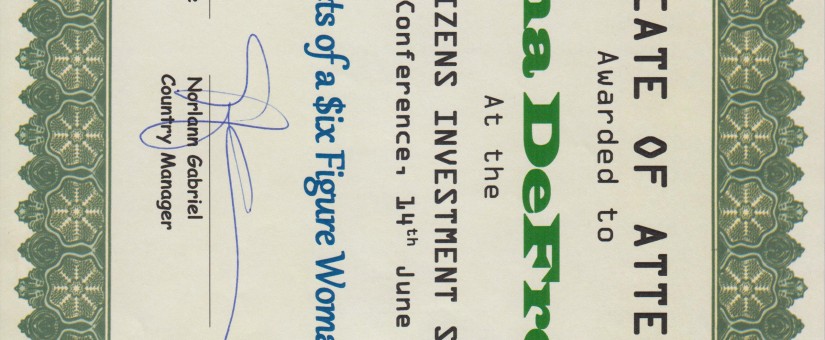 CATE OF ATTE
Awarded to
na DeFr
At the
IZENS INVESTMENT S
Conference, 14th June
ts of a $ix Figure Woma
Norlann Gabriel
Country Manager